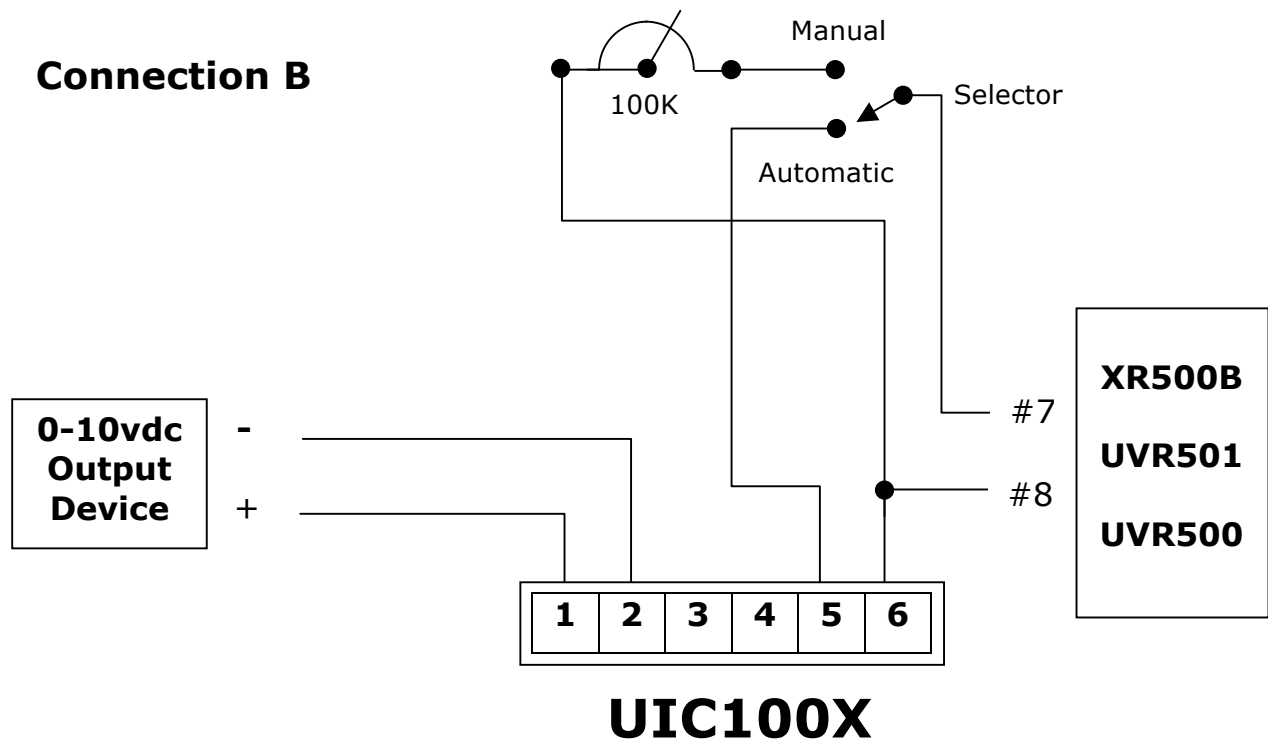 Connection B
Manual
100K
Selector
Automatic
0-10vdc
Output
Device
-
+
#7
#8
XR500B
UVR501
UVR500
1 2 3 4 5 6
UIC100X